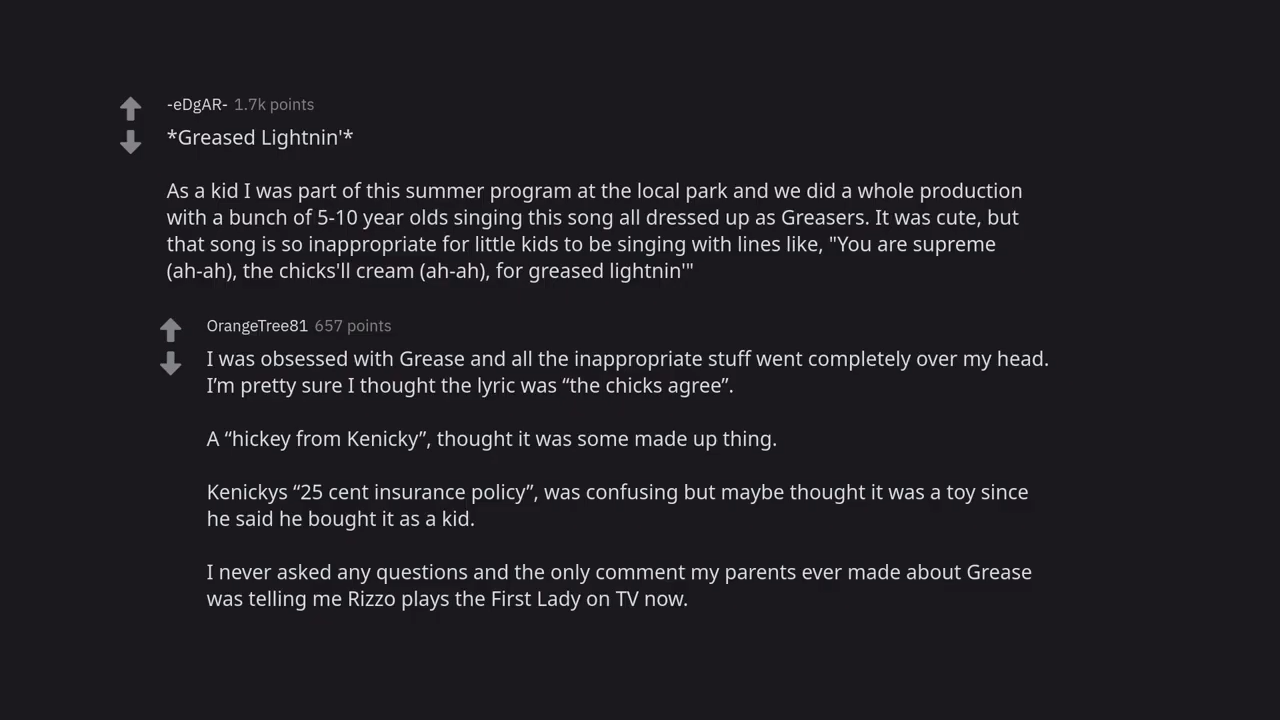 -eDgAR- 1.7k points
*Greased Lightnin'*
As a kid I was part of this summer program at the local park and we did a whole production
with a bunch of 5-10 year olds singing this song all dressed up as Greasers. It was cute, but
that song is so inappropriate for little kids to be singing with lines like, "You are supreme
(ah-ah), the chicks'll cream (ah-ah), for greased lightnin'"
OrangeTree81 657 points
I was obsessed with Grease and all the inappropriate stuff went completely over my head.
I’m pretty sure I thought the lyric was “the chicks agree”.
A “hickey from Kenicky”, thought it was some made up thing.
Kenickys “25 cent insurance policy”, was confusing but maybe thought it was a toy since
he said he bought it as a kid.
I never asked any questions and the only comment my parents ever made about Grease
was telling me Rizzo plays the First Lady on TV now.